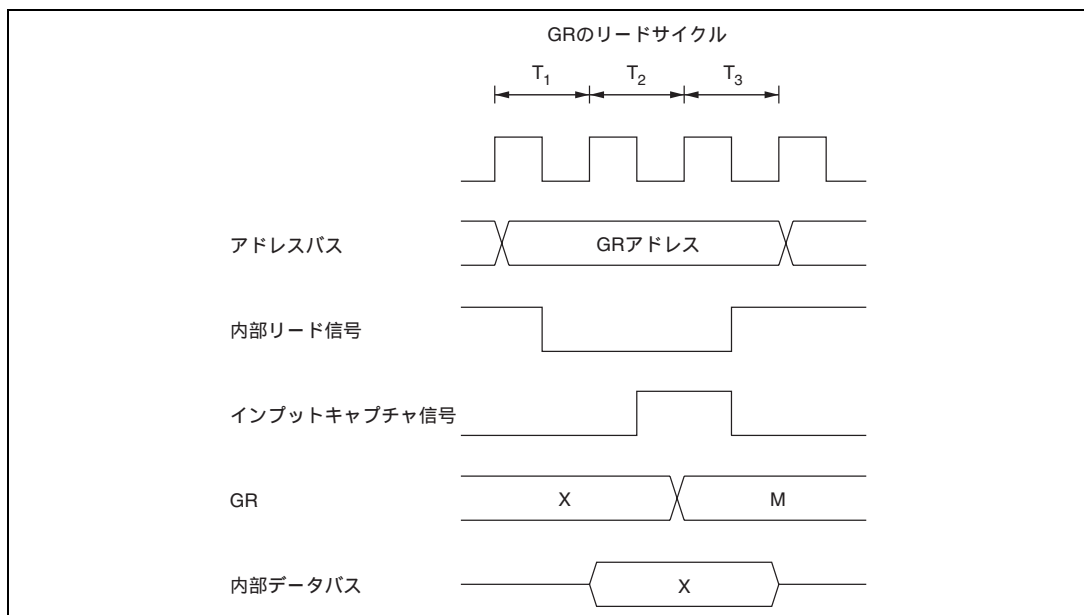 GRのリードサイクル
T1 T2 T3
アドレスバス GRアドレス
内部リード信号
インプットキャプチャ信号
GR X M
内部データバス X